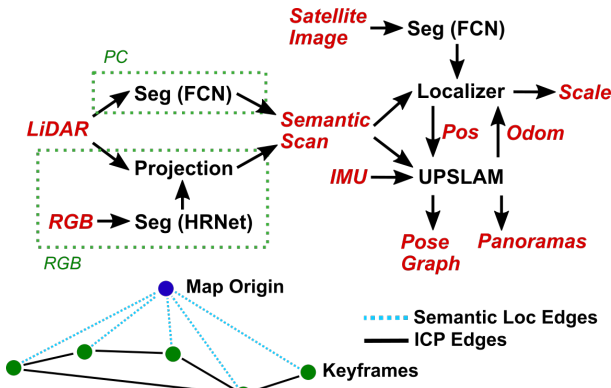 Satellite
Image
Seg (FCN)
PC
Seg (FCN)
Localizer
Scale
LiDAR
Semantic
Scan
Pos
Odom
Projection
IMU
UPSLAM
RGB
Seg (HRNet)
Pose
Graph
Panoramas
RGB
Map Origin
Semantic Loc Edges
ICP Edges
Keyframes